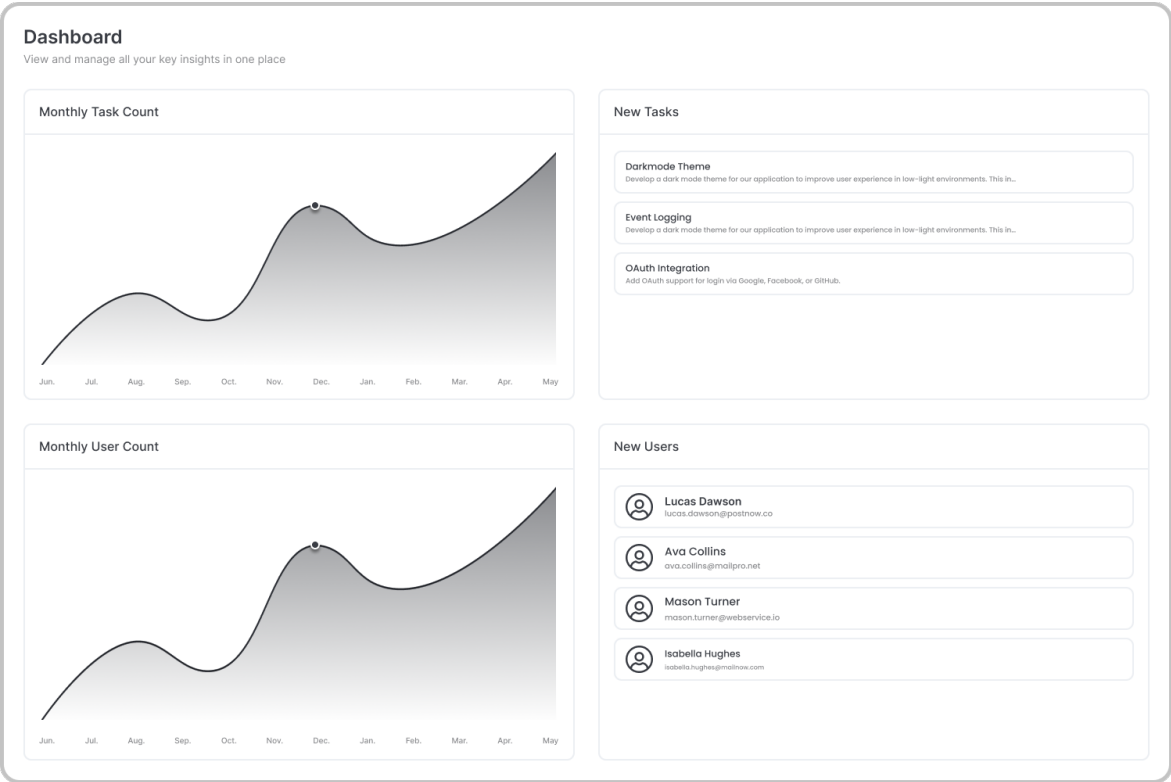 Dashboard
View and manage all your key insights in one place
Monthly Task Count
Jun. Jul. Aug. Sep. Oct. Nov. Dec. Jan. Feb. Mar. Apr. May
New Tasks
Darkmode Theme
Develop a dark mode theme for our application to improve user experience in low-light environments. This in...
Event Logging
Develop a dark mode theme for our application to improve user experience in low-light environments. This in...
OAuth Integration
Add OAuth support for login via Google, Facebook, or GitHub.
Monthly User Count
Jun. Jul. Aug. Sep. Oct. Nov. Dec. Jan. Feb. Mar. Apr. May
New Users
Lucas Dawson
lucas.dawson@postnow.co
Ava Collins
ava.collins@mailpro.net
Mason Turner
mason.turner@webservice.io
Isabella Hughes
isabella.hughes@mailnow.com